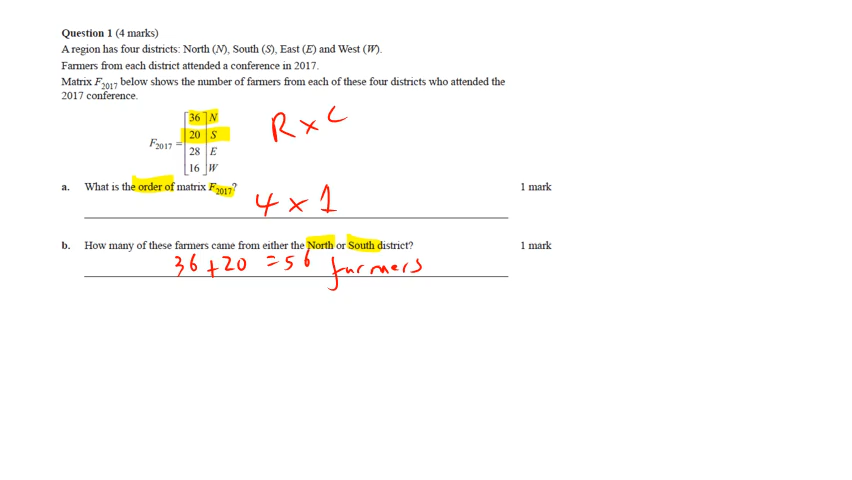 Question 1 (4 marks)
A region has four districts: North (N), South (S), East (E) and West (W).
Farmers from each district attended a conference in 2017.
Matrix F2017 below shows the number of farmers from each of these four districts who attended the
2017 conference.
36 N
R x C
F2017 = 20 S
28 E
16 W
a. What is the order of matrix F2017? 1 mark
4 x 1
b. How many of these farmers came from either the North or South district? 1 mark
36 + 20 = 56 farmers